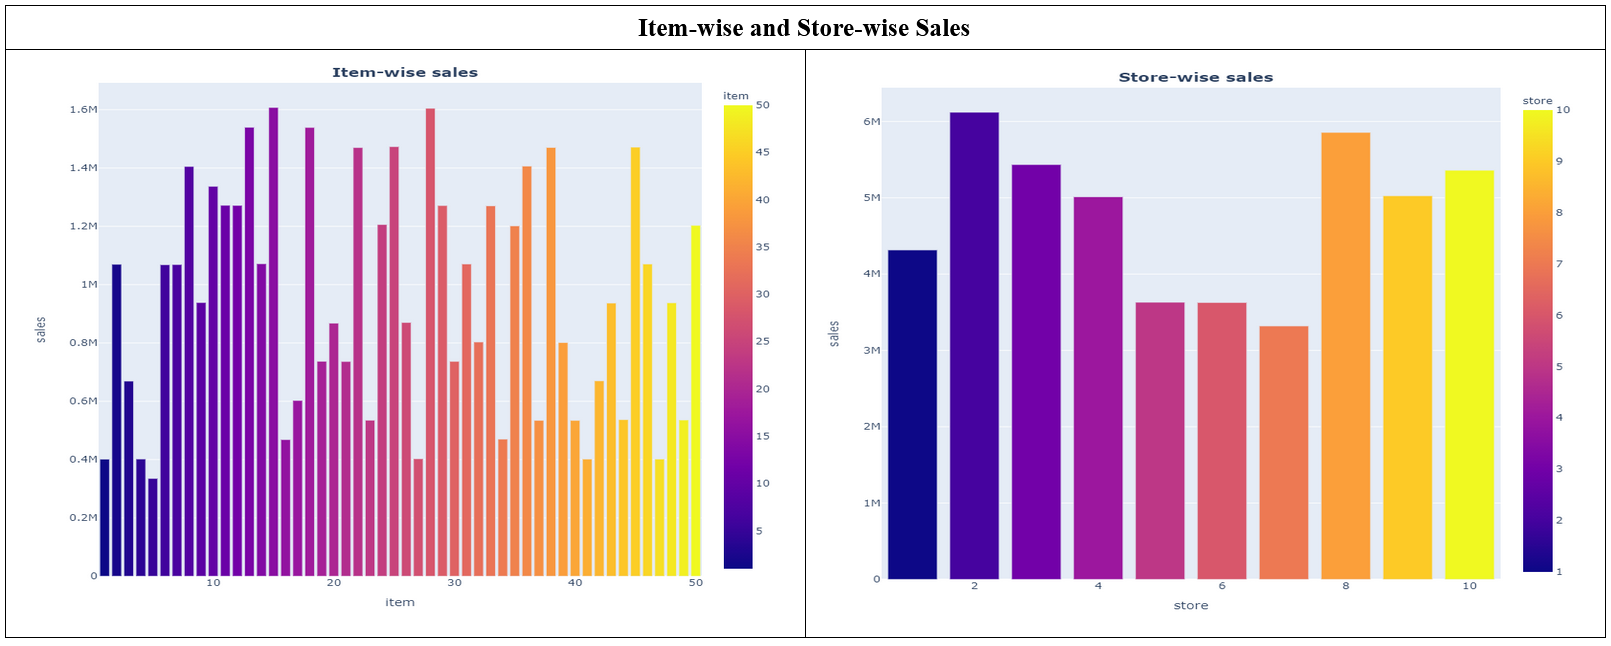 Item-wise and Store-wise Sales
Item-wise sales
item
1.6M
1.4M
1.2M
1M
0.8M
0.6M
0.4M
0.2M
0
sales
10 20 30 40 50
item
50
45
40
35
30
25
20
15
10
5
Store-wise sales
store
6M
5M
4M
3M
2M
1M
0
sales
2 4 6 8 10
store
10
9
8
7
6
5
4
3
2
1